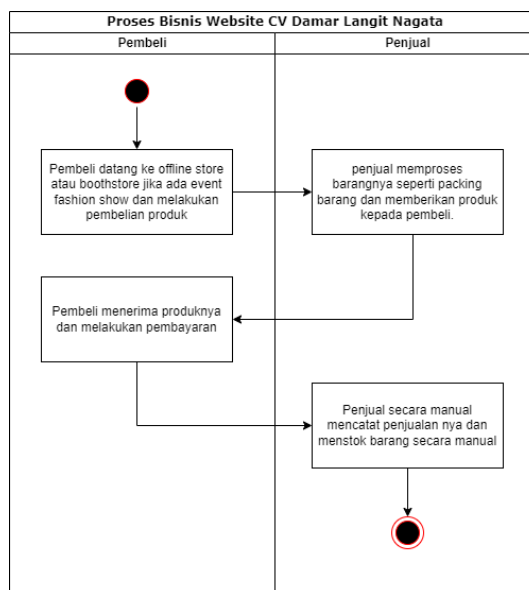 Proses Bisnis Website CV Damar Langit Nagata
Pembeli
Penjual
Pembeli datang ke offline store
atau boothstore jika ada event
fashion show dan melakukan
pembelian produk
penjual memproses
barangnya seperti packing
barang dan memberikan produk
kepada pembeli.
Pembeli menerima produknya
dan melakukan pembayaran
Penjual secara manual
mencatat penjualan nya dan
menstok barang secara manual